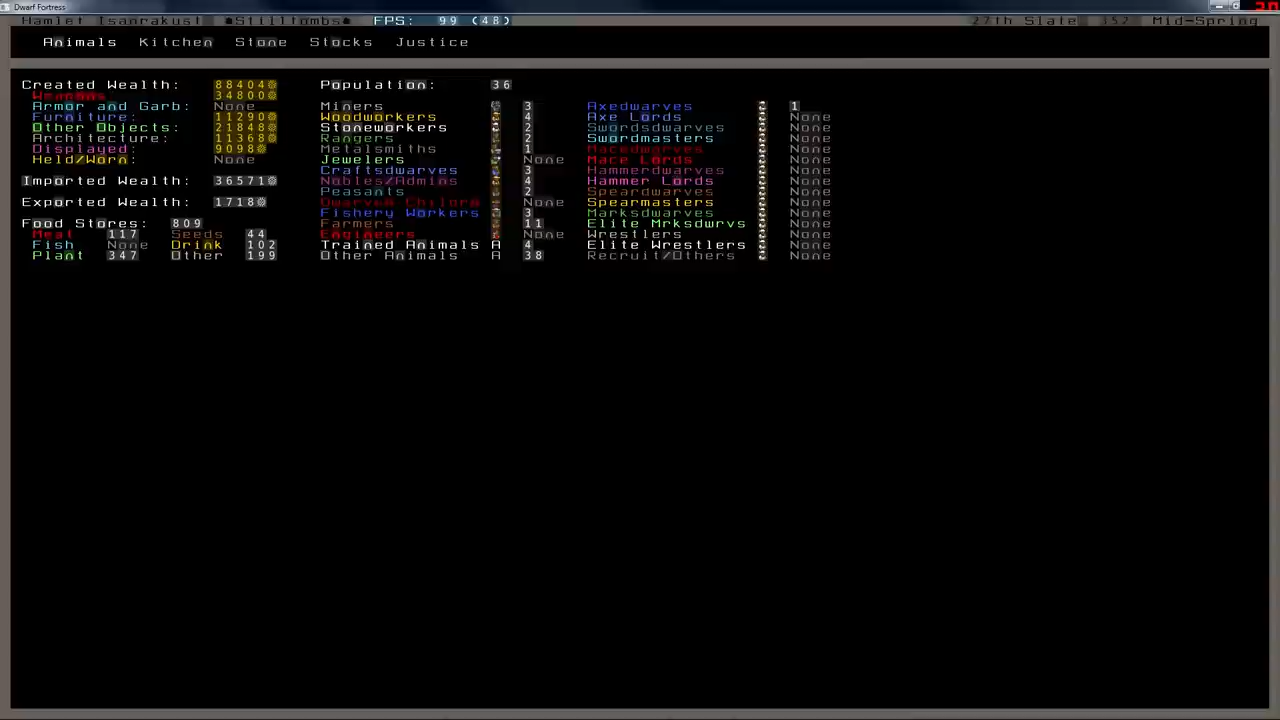 Dwarf Fortress
Hamlet Isanrakust "Stilltombs" FPS: 99 (48) 27th Slate 152 Mid-Spring
Animals Kitchen Stone Stocks Justice
Created Wealth: 88404☼ Population: 36
Weapons 34800☼
Armor and Garb: None Miners 3 Axedwarves 1
Furniture: 11290☼ Woodworkers 4 Axe Lords None
Other Objects: 21848☼ Stoneworkers 2 Swordsdwarves None
Architecture: 11368☼ Rangers 2 Swordmasters None
Displayed: 9098☼ Metalsmiths 1 Macedwarves None
Held/Worn: None Jewelers None Mace Lords None
Craftsdwarves 3 Hammerdwarves None
Imported Wealth: 36571☼ Nobles/Admins 4 Hammer Lords None
Peasants 2 Speardwarves None
Exported Wealth: 1718☼ Dwarven Childrn None Spearmasters None
Fishery Workers 3 Marksdwarves None
Food Stores: 809 Farmers 11 Elite Mrksdwrvs None
Meat 117 Seeds 44 Engineers None Wrestlers None
Fish None Drink 102 Trained Animals A 4 Elite Wrestlers None
Plant 347 Other 199 Other Animals A 38 Recruit/Others None